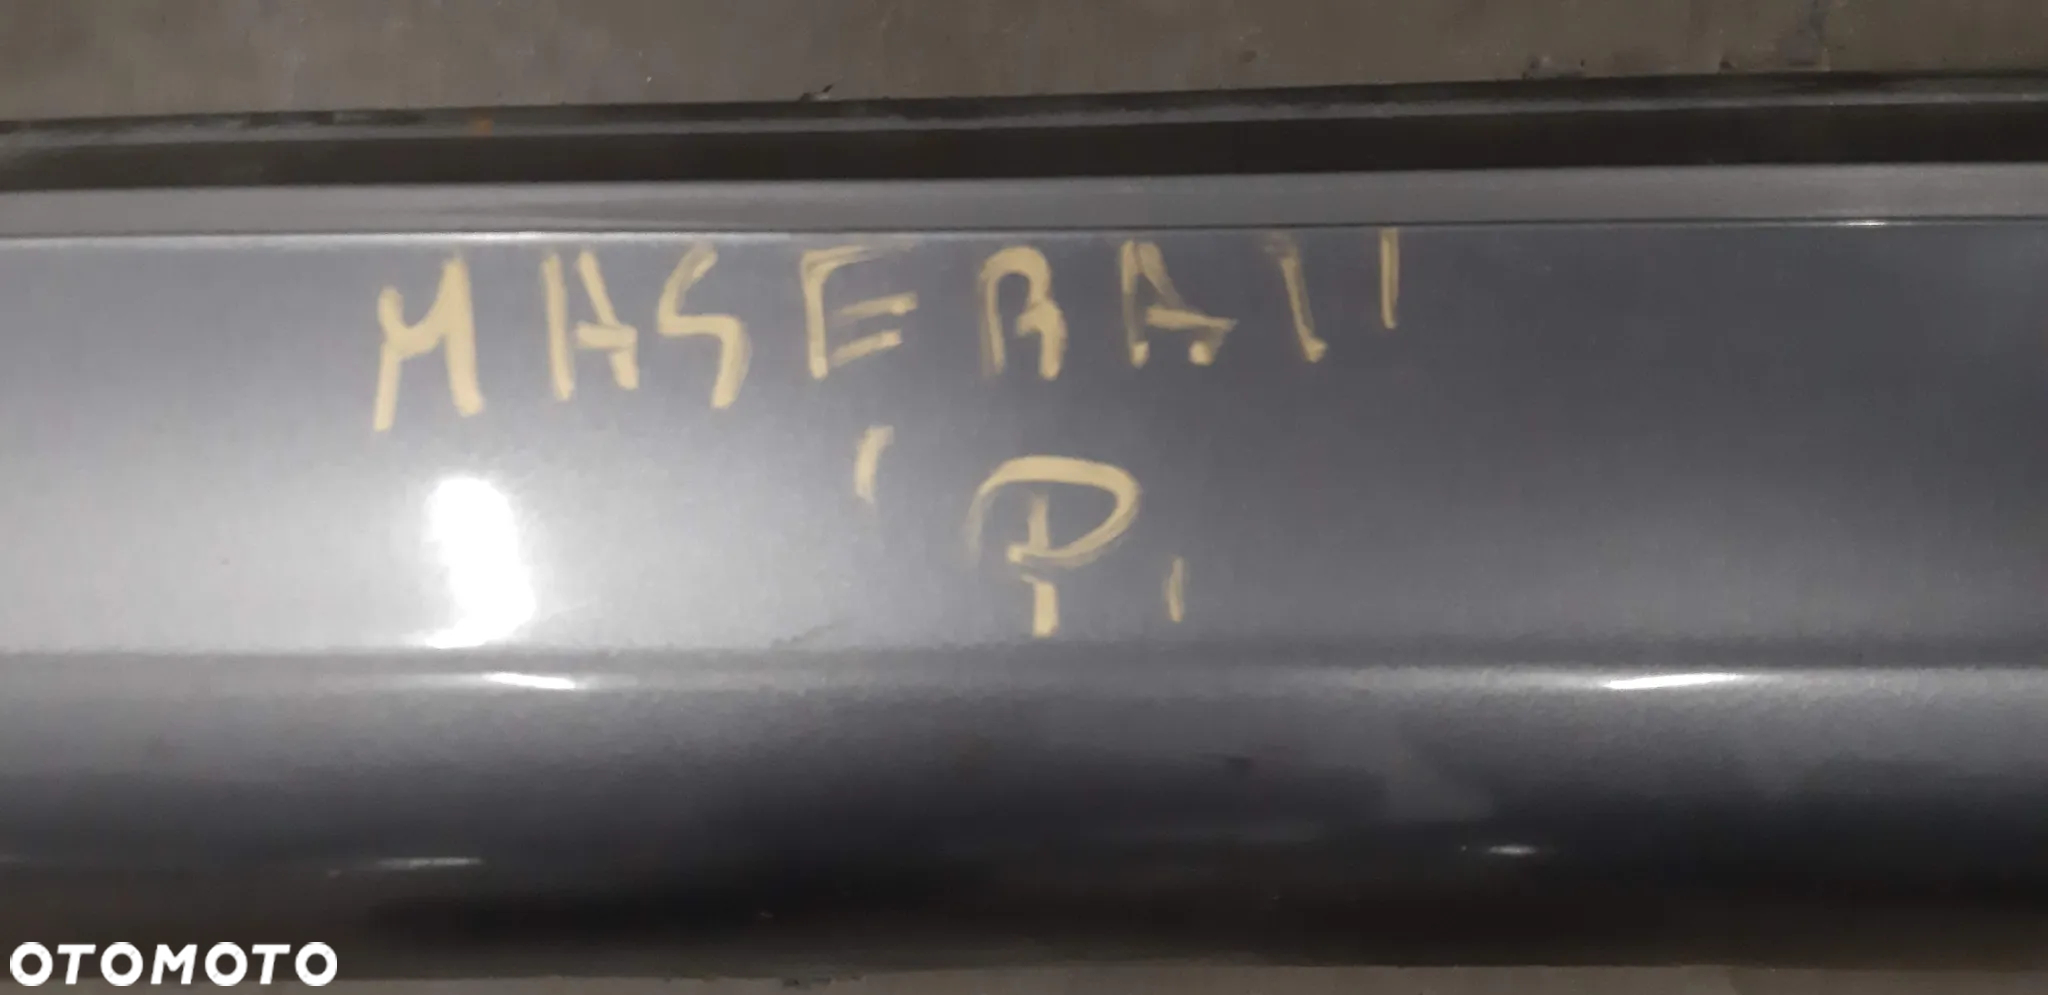 MASERATI
'P,
OTOMOTO